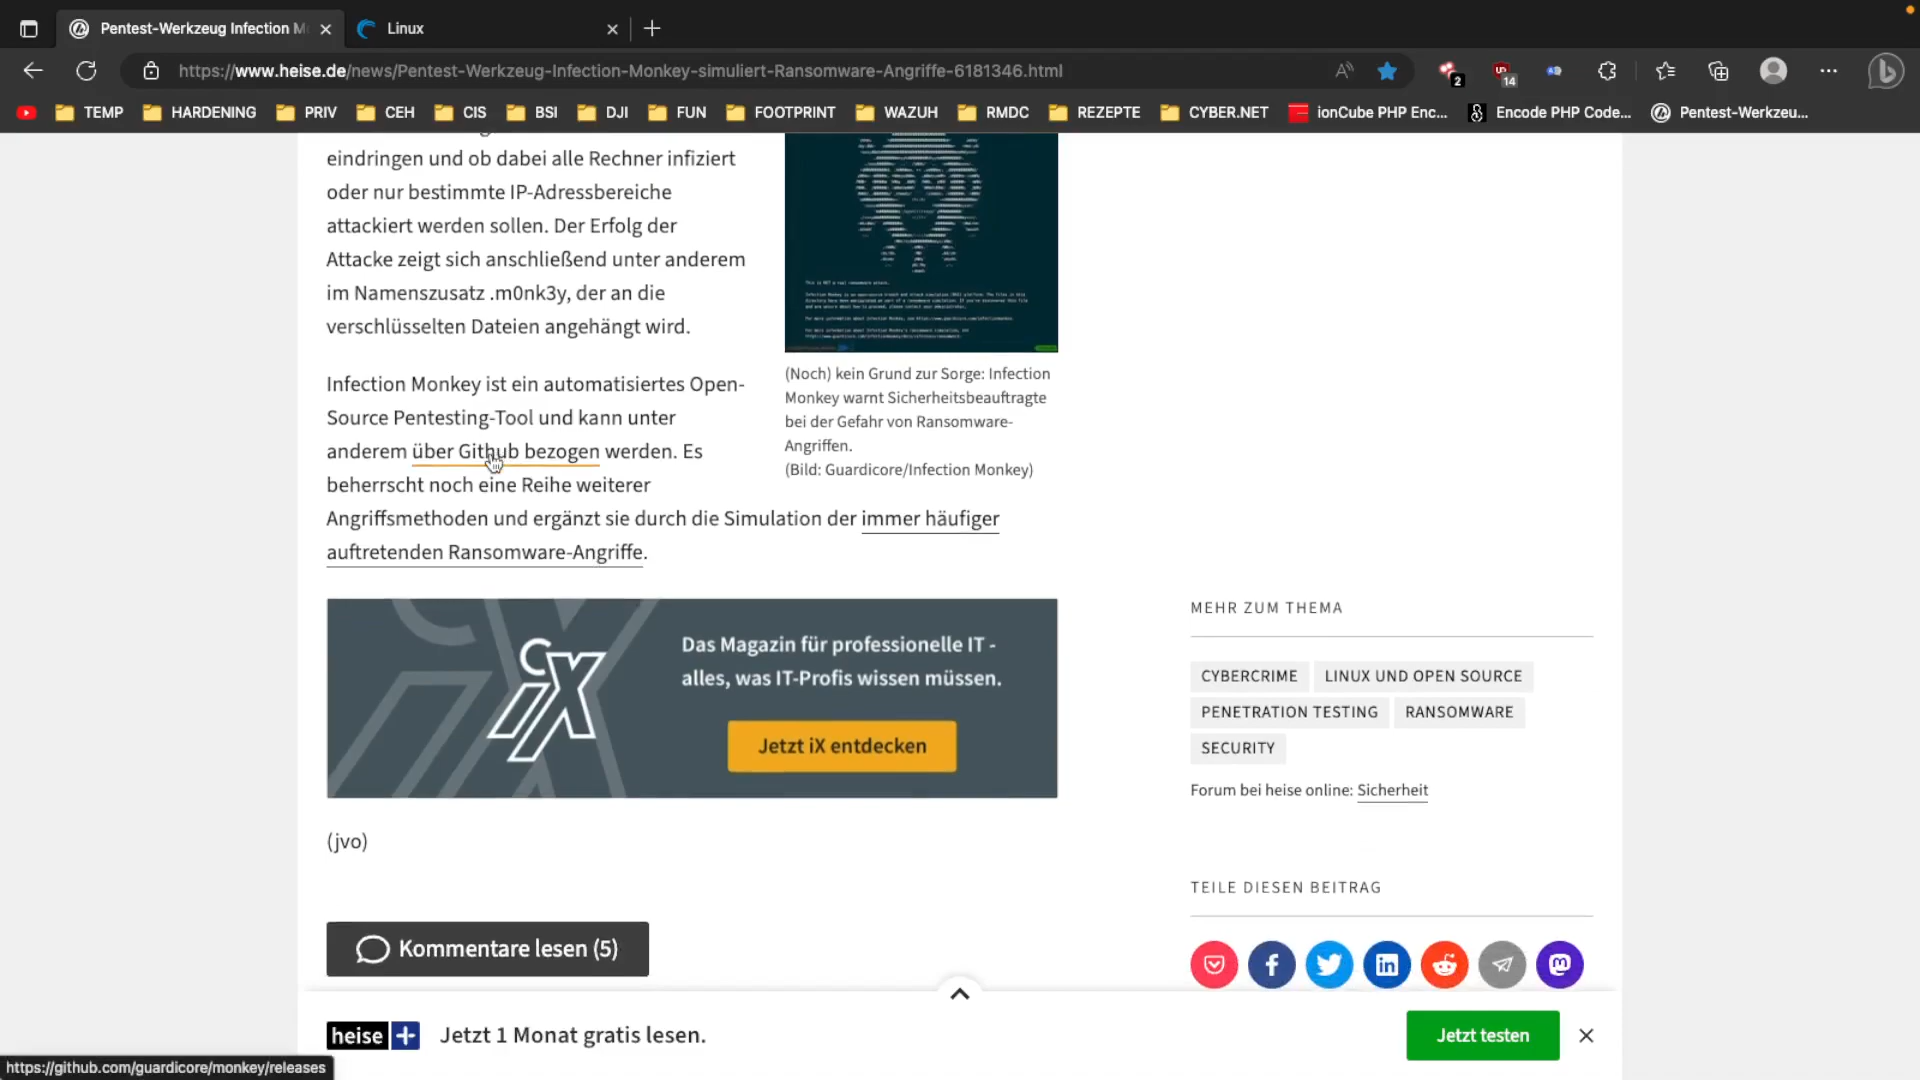 Pentest-Werkzeug Infection M
Linux
https://www.heise.de/news/Pentest-Werkzeug-Infection-Monkey-simuliert-Ransomware-Angriffe-6181346.html
2
14
TEMP
HARDENING
PRIV
CEH
CIS
BSI
DJI
FUN
FOOTPRINT
WAZUH
RMDC
REZEPTE
CYBER.NET
ionCube PHP Enc...
Encode PHP Code...
Pentest-Werkzeu...
eindringen und ob dabei alle Rechner infiziert
oder nur bestimmte IP-Adressbereiche
attackiert werden sollen. Der Erfolg der
Attacke zeigt sich anschließend unter anderem
im Namenszusatz .m0nk3y, der an die
verschlüsselten Dateien angehängt wird.
Infection Monkey ist ein automatisiertes Open-
Source Pentesting-Tool und kann unter
anderem über Github bezogen werden. Es
beherrscht noch eine Reihe weiterer
Angriffsmethoden und ergänzt sie durch die Simulation der immer häufiger
auftretenden Ransomware-Angriffe.
This is NOT a real ransomware attack.
(Noch) kein Grund zur Sorge: Infection
Monkey warnt Sicherheitsbeauftragte
bei der Gefahr von Ransomware-
Angriffen.
(Bild: Guardicore/Infection Monkey)
iX
Das Magazin für professionelle IT -
alles, was IT-Profis wissen müssen.
Jetzt iX entdecken
(jvo)
Kommentare lesen (5)
MEHR ZUM THEMA
CYBERCRIME
LINUX UND OPEN SOURCE
PENETRATION TESTING
RANSOMWARE
SECURITY
Forum bei heise online: Sicherheit
TEILE DIESEN BEITRAG
heise +
Jetzt 1 Monat gratis lesen.
Jetzt testen
https://github.com/guardicore/monkey/releases